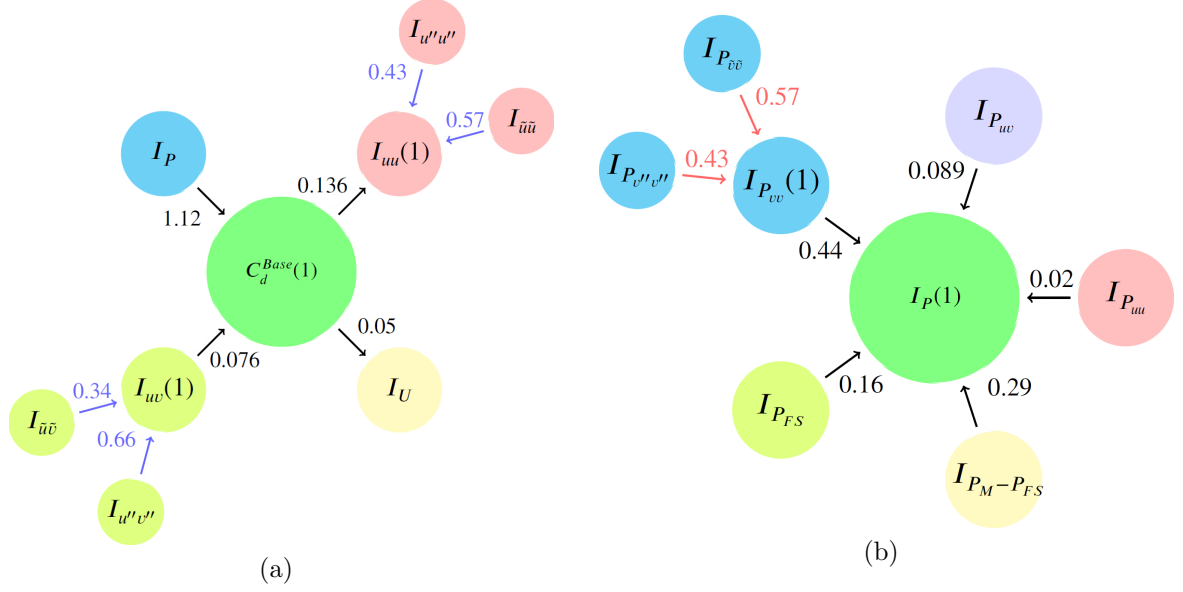 I_{u''u''}
0.43
0.57
I_{ũũ}
I_P
I_{uu}(1)
1.12
0.136
C_d^{Base}(1)
0.05
0.076
I_{uv}(1)
I_U
0.34
I_{ũṽ}
0.66
I_{u''v''}
(a)
I_{P_{ṽṽ}}
0.57
I_{P_{uv}}
I_{P_{v''v''}}
0.43
I_{P_{vv}}(1)
0.089
0.44
0.02
I_P(1)
I_{P_{uu}}
0.16
0.29
I_{P_{FS}}
I_{P_M−P_{FS}}
(b)